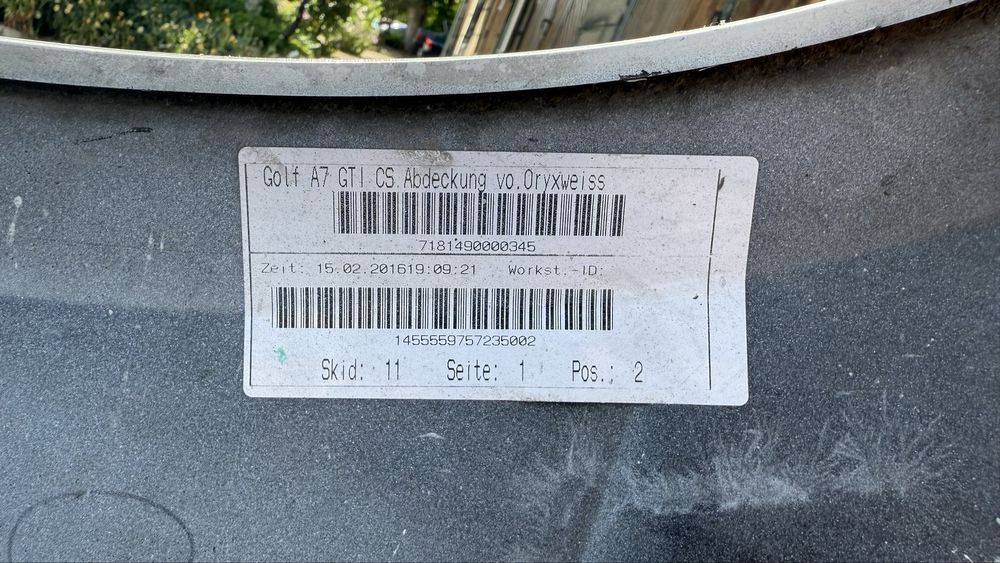 Golf A7 GTI CS Abdeckung vo.Oryxweiss
7181490000345
Zeit: 15.02.201619:09:21 Workst.-ID:
1455559757235002
Skid: 11 Seite: 1 Pos.: 2